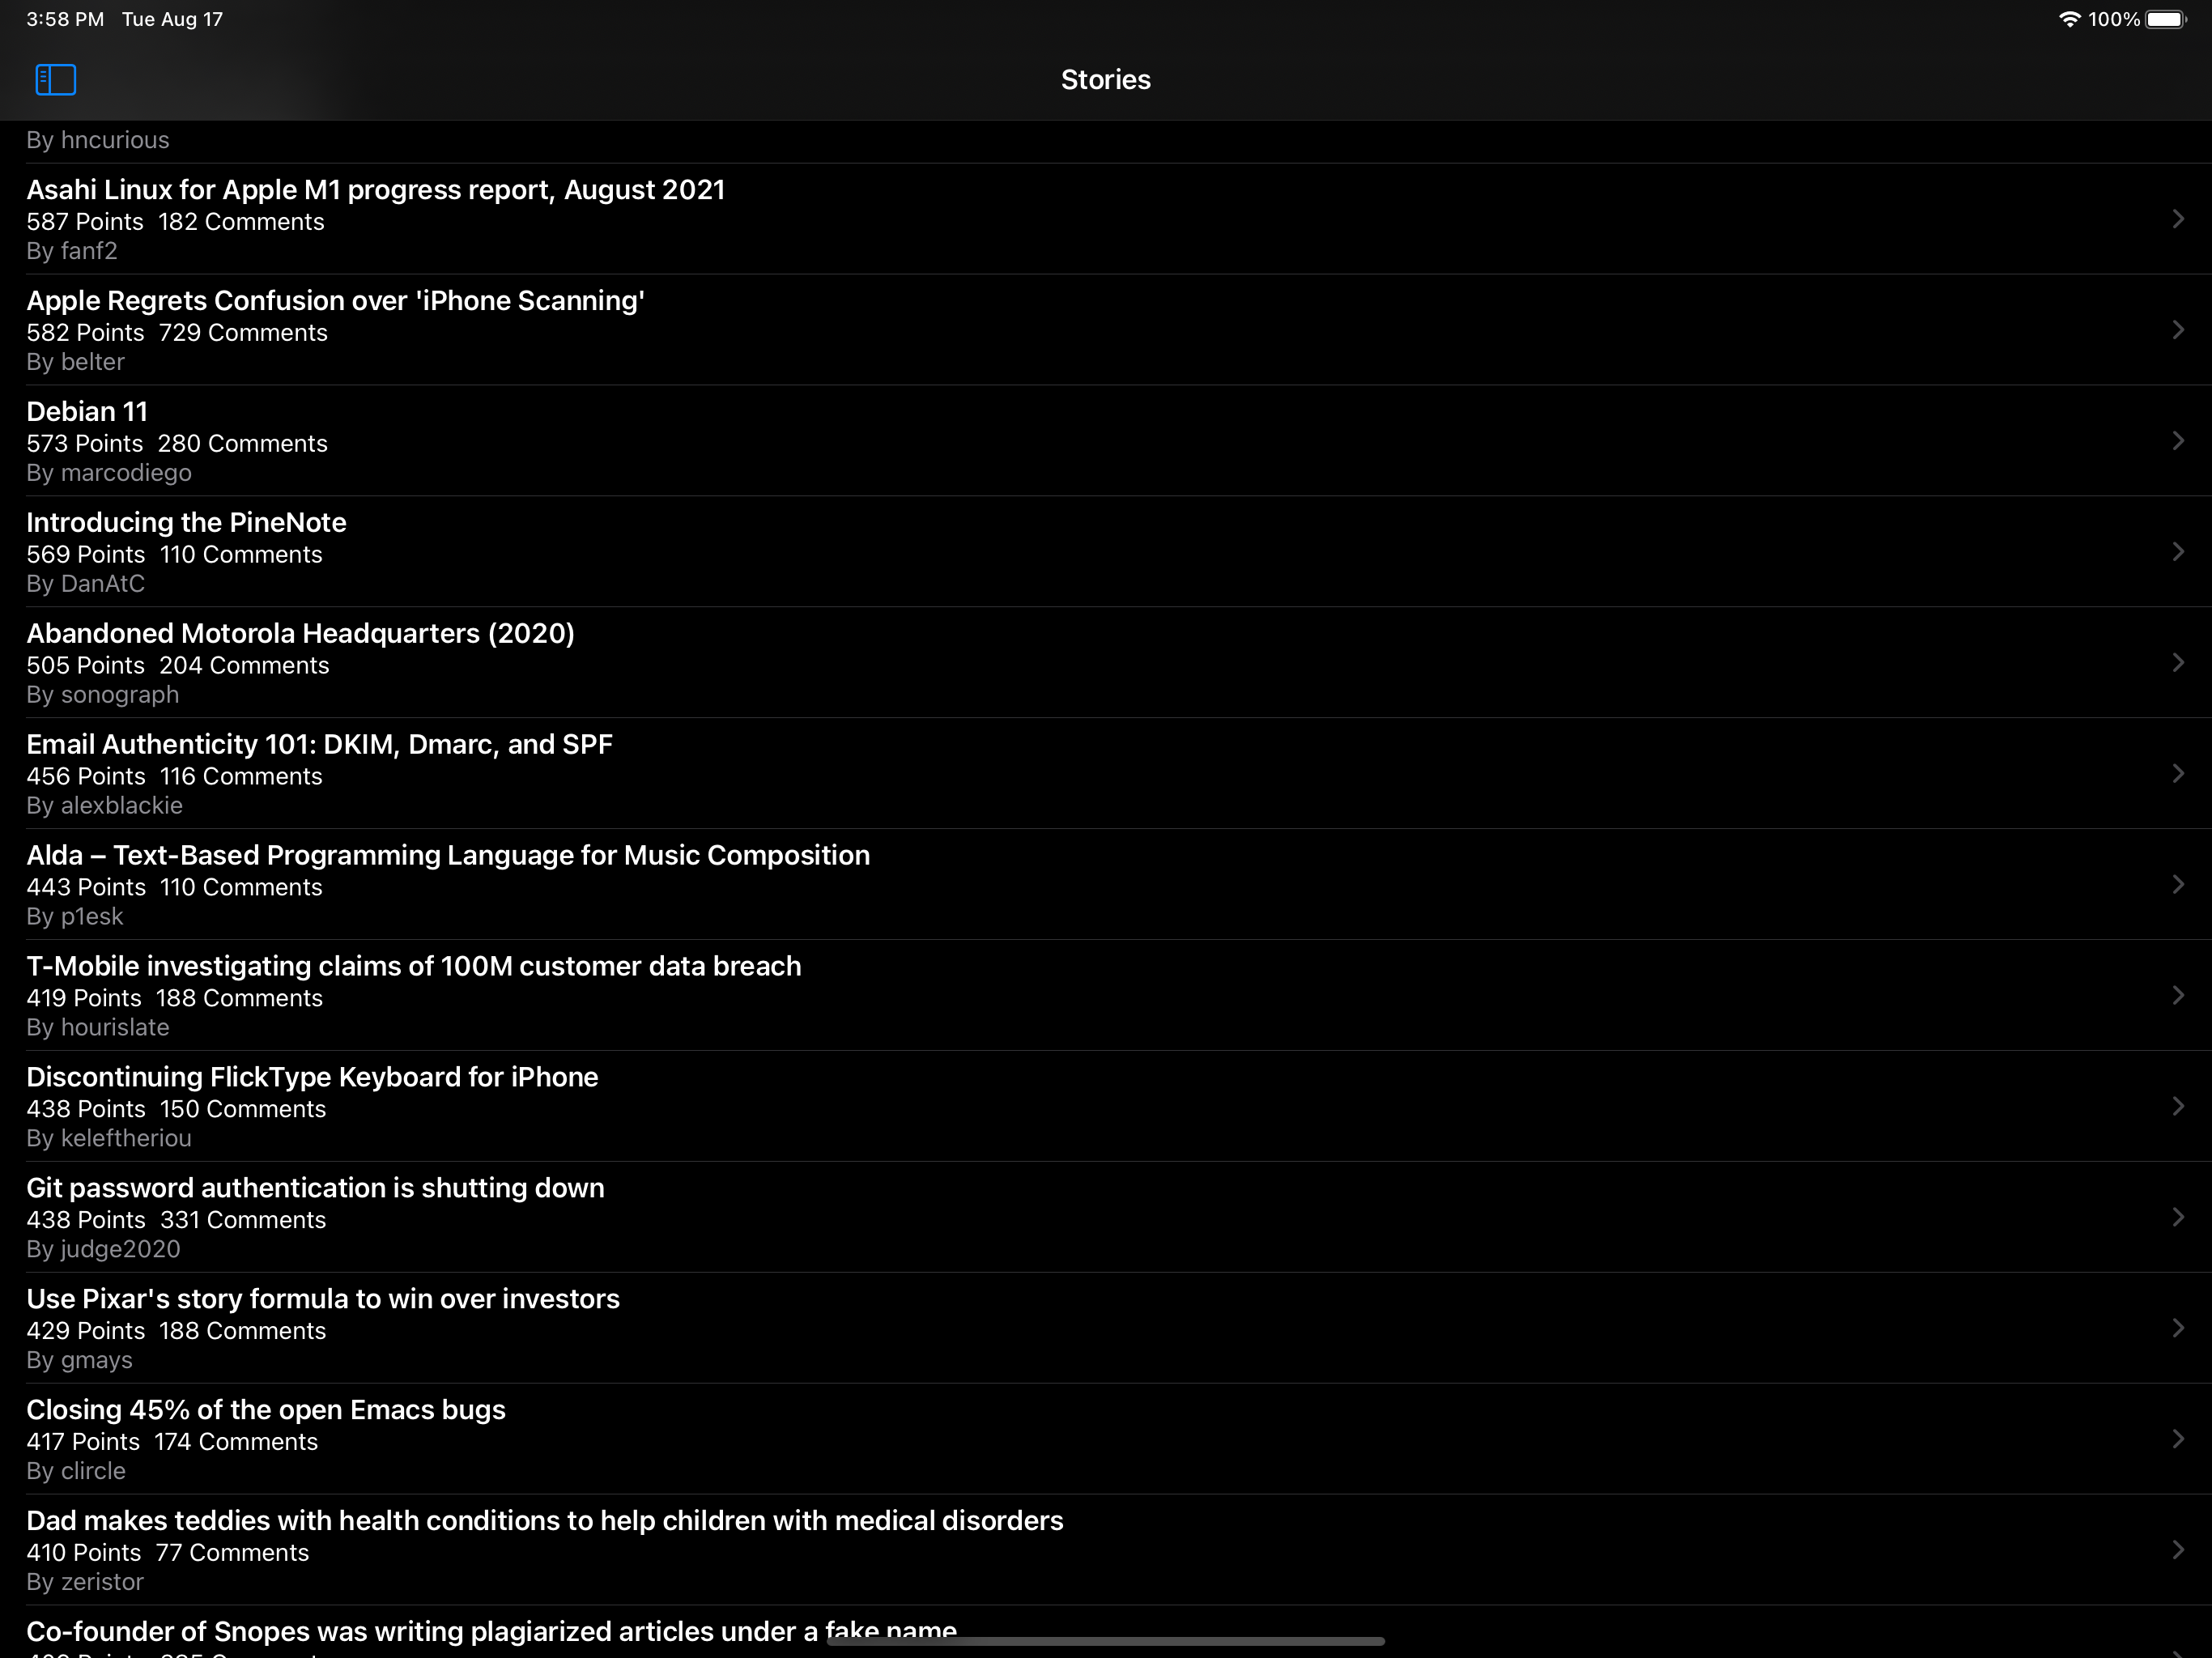 3:58 PM Tue Aug 17 100%
Stories
By hncurious
Asahi Linux for Apple M1 progress report, August 2021
587 Points 182 Comments
By fanf2
Apple Regrets Confusion over 'iPhone Scanning'
582 Points 729 Comments
By belter
Debian 11
573 Points 280 Comments
By marcodiego
Introducing the PineNote
569 Points 110 Comments
By DanAtC
Abandoned Motorola Headquarters (2020)
505 Points 204 Comments
By sonograph
Email Authenticity 101: DKIM, Dmarc, and SPF
456 Points 116 Comments
By alexblackie
Alda – Text-Based Programming Language for Music Composition
443 Points 110 Comments
By p1esk
T-Mobile investigating claims of 100M customer data breach
419 Points 188 Comments
By hourislate
Discontinuing FlickType Keyboard for iPhone
438 Points 150 Comments
By keleftheriou
Git password authentication is shutting down
438 Points 331 Comments
By judge2020
Use Pixar's story formula to win over investors
429 Points 188 Comments
By gmays
Closing 45% of the open Emacs bugs
417 Points 174 Comments
By clircle
Dad makes teddies with health conditions to help children with medical disorders
410 Points 77 Comments
By zeristor
Co-founder of Snopes was writing plagiarized articles under a fake name